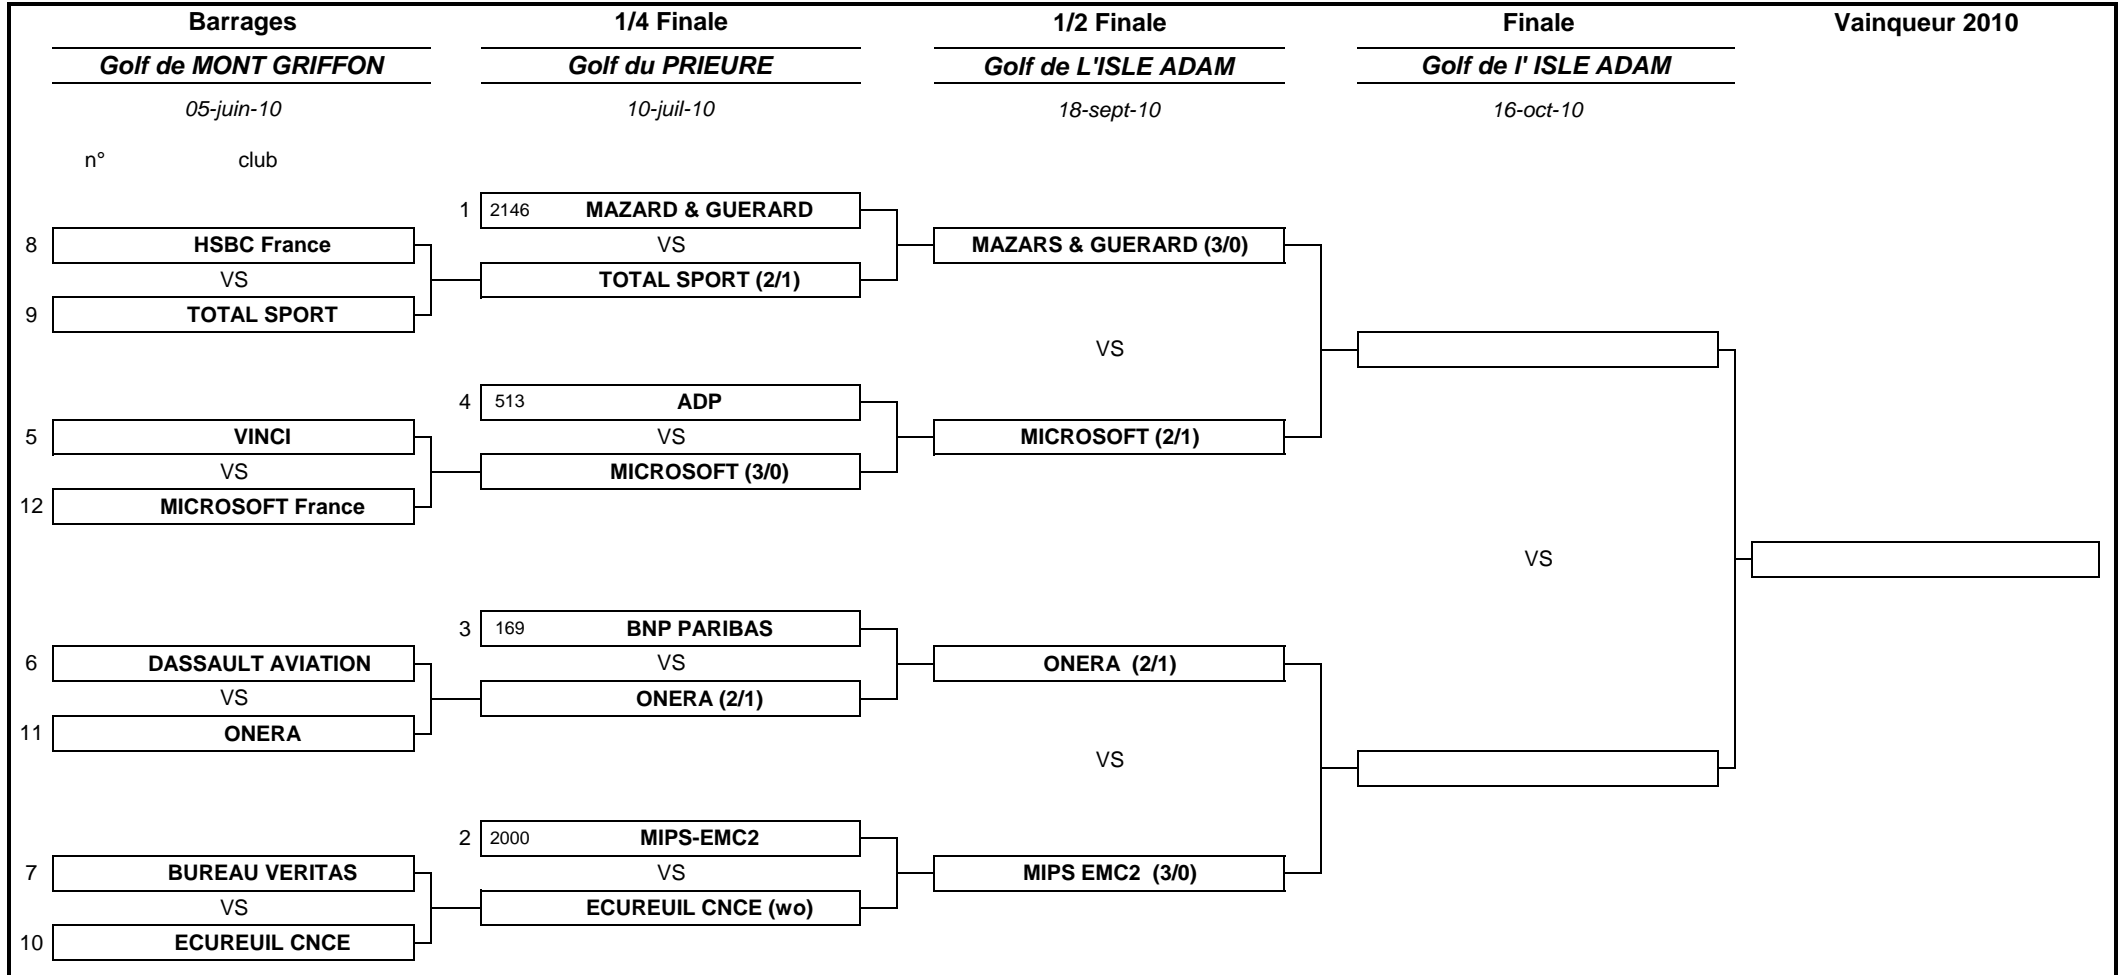 Barrages 1/4 Finale 1/2 Finale Finale Vainqueur 2010
Golf de MONT GRIFFON Golf du PRIEURE Golf de L'ISLE ADAM Golf de l' ISLE ADAM
05-juin-10 10-juil-10 18-sept-10 16-oct-10
n° club
1 2146 MAZARD & GUERARD
8 HSBC France VS MAZARS & GUERARD (3/0)
VS TOTAL SPORT (2/1)
9 TOTAL SPORT
VS
4 513 ADP
5 VINCI VS MICROSOFT (2/1)
VS MICROSOFT (3/0)
12 MICROSOFT France
VS
3 169 BNP PARIBAS
6 DASSAULT AVIATION VS ONERA (2/1)
VS ONERA (2/1)
11 ONERA
VS
2 2000 MIPS-EMC2
7 BUREAU VERITAS VS MIPS EMC2 (3/0)
VS ECUREUIL CNCE (wo)
10 ECUREUIL CNCE